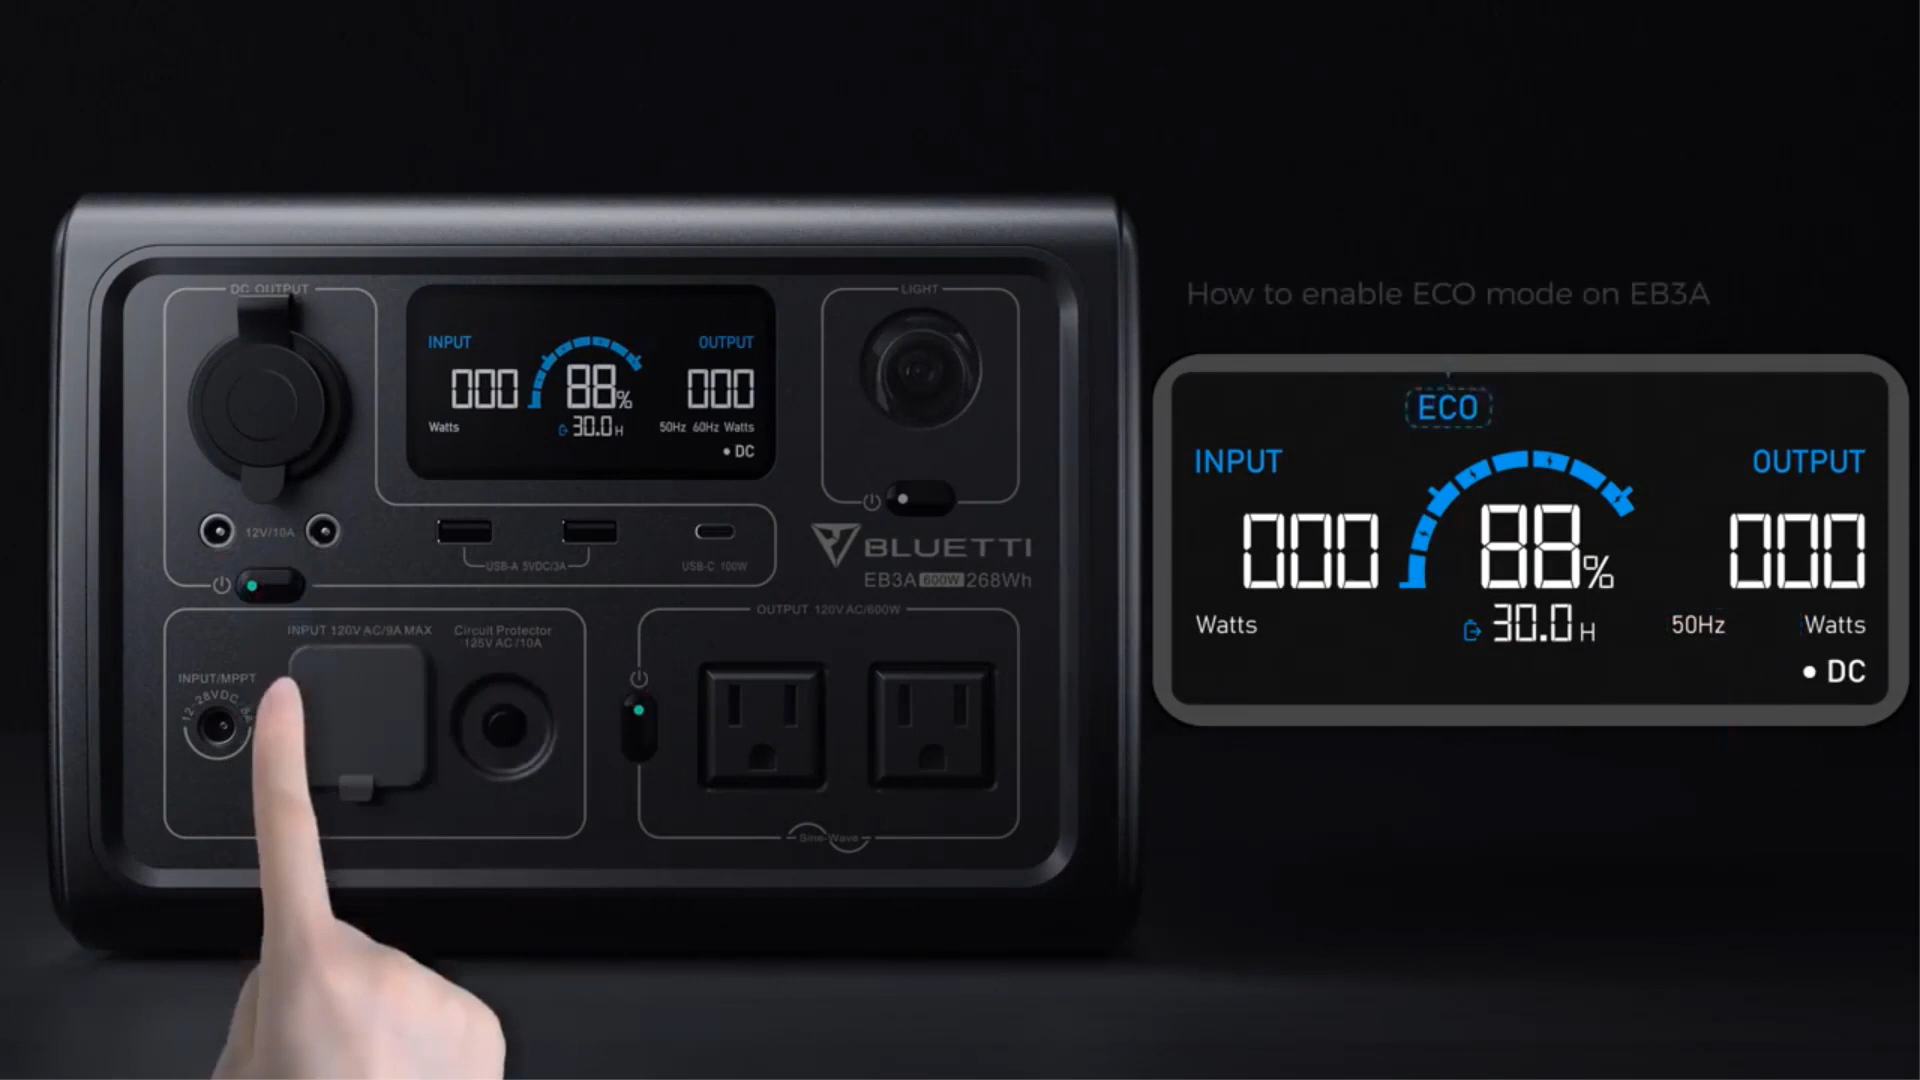 DC OUTPUT
INPUT
OUTPUT
000
88%
000
Watts
30.0H
50Hz 60Hz Watts
• DC
LIGHT
12V/10A
USB-A 5VDC/3A
USB-C 100W
BLUETTI
EB3A 600W 268Wh
INPUT 120V AC/9A MAX
Circuit Protector
125V AC/10A
INPUT/MPPT
12-28VDC/8A
OUTPUT 120V AC/600W
Sine-Wave
How to enable ECO mode on EB3A
ECO
INPUT
OUTPUT
000
88%
000
Watts
30.0H
50Hz
Watts
• DC